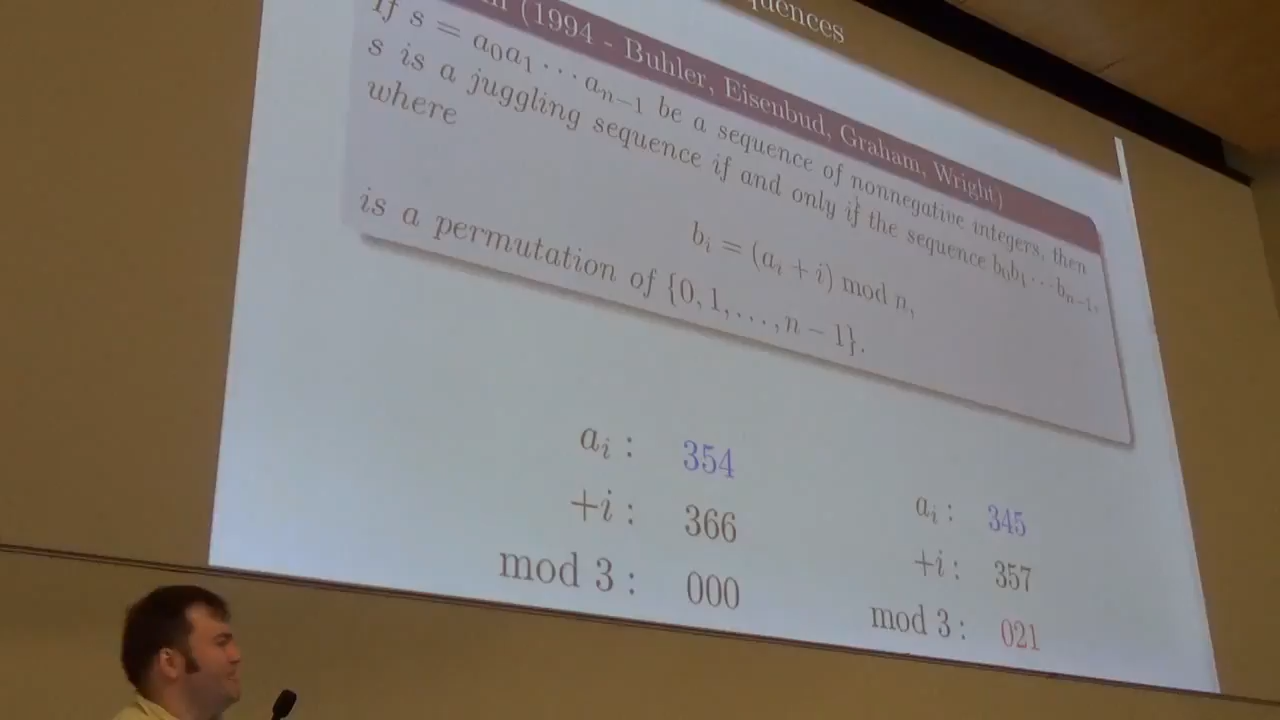 (1994 - Buhler, Eisenbud, Graham, Wright)
If s = a₀a₁ ⋯ aₙ₋₁ be a sequence of nonnegative integers, then
s is a juggling sequence if and only if the sequence b₀b₁ ⋯ bₙ₋₁,
where
bᵢ = (aᵢ + i) mod n,
is a permutation of {0, 1, …, n − 1}.
aᵢ : 354
+i : 366
mod 3 : 000
aᵢ : 345
+i : 357
mod 3 : 021